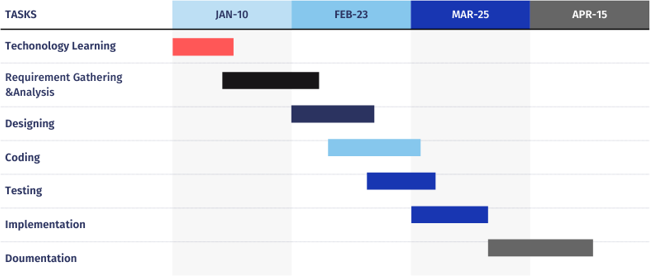 TASKS JAN-10 FEB-23 MAR-25 APR-15
Techonology Learning
Requirement Gathering
&Analysis
Designing
Coding
Testing
Implementation
Doumentation